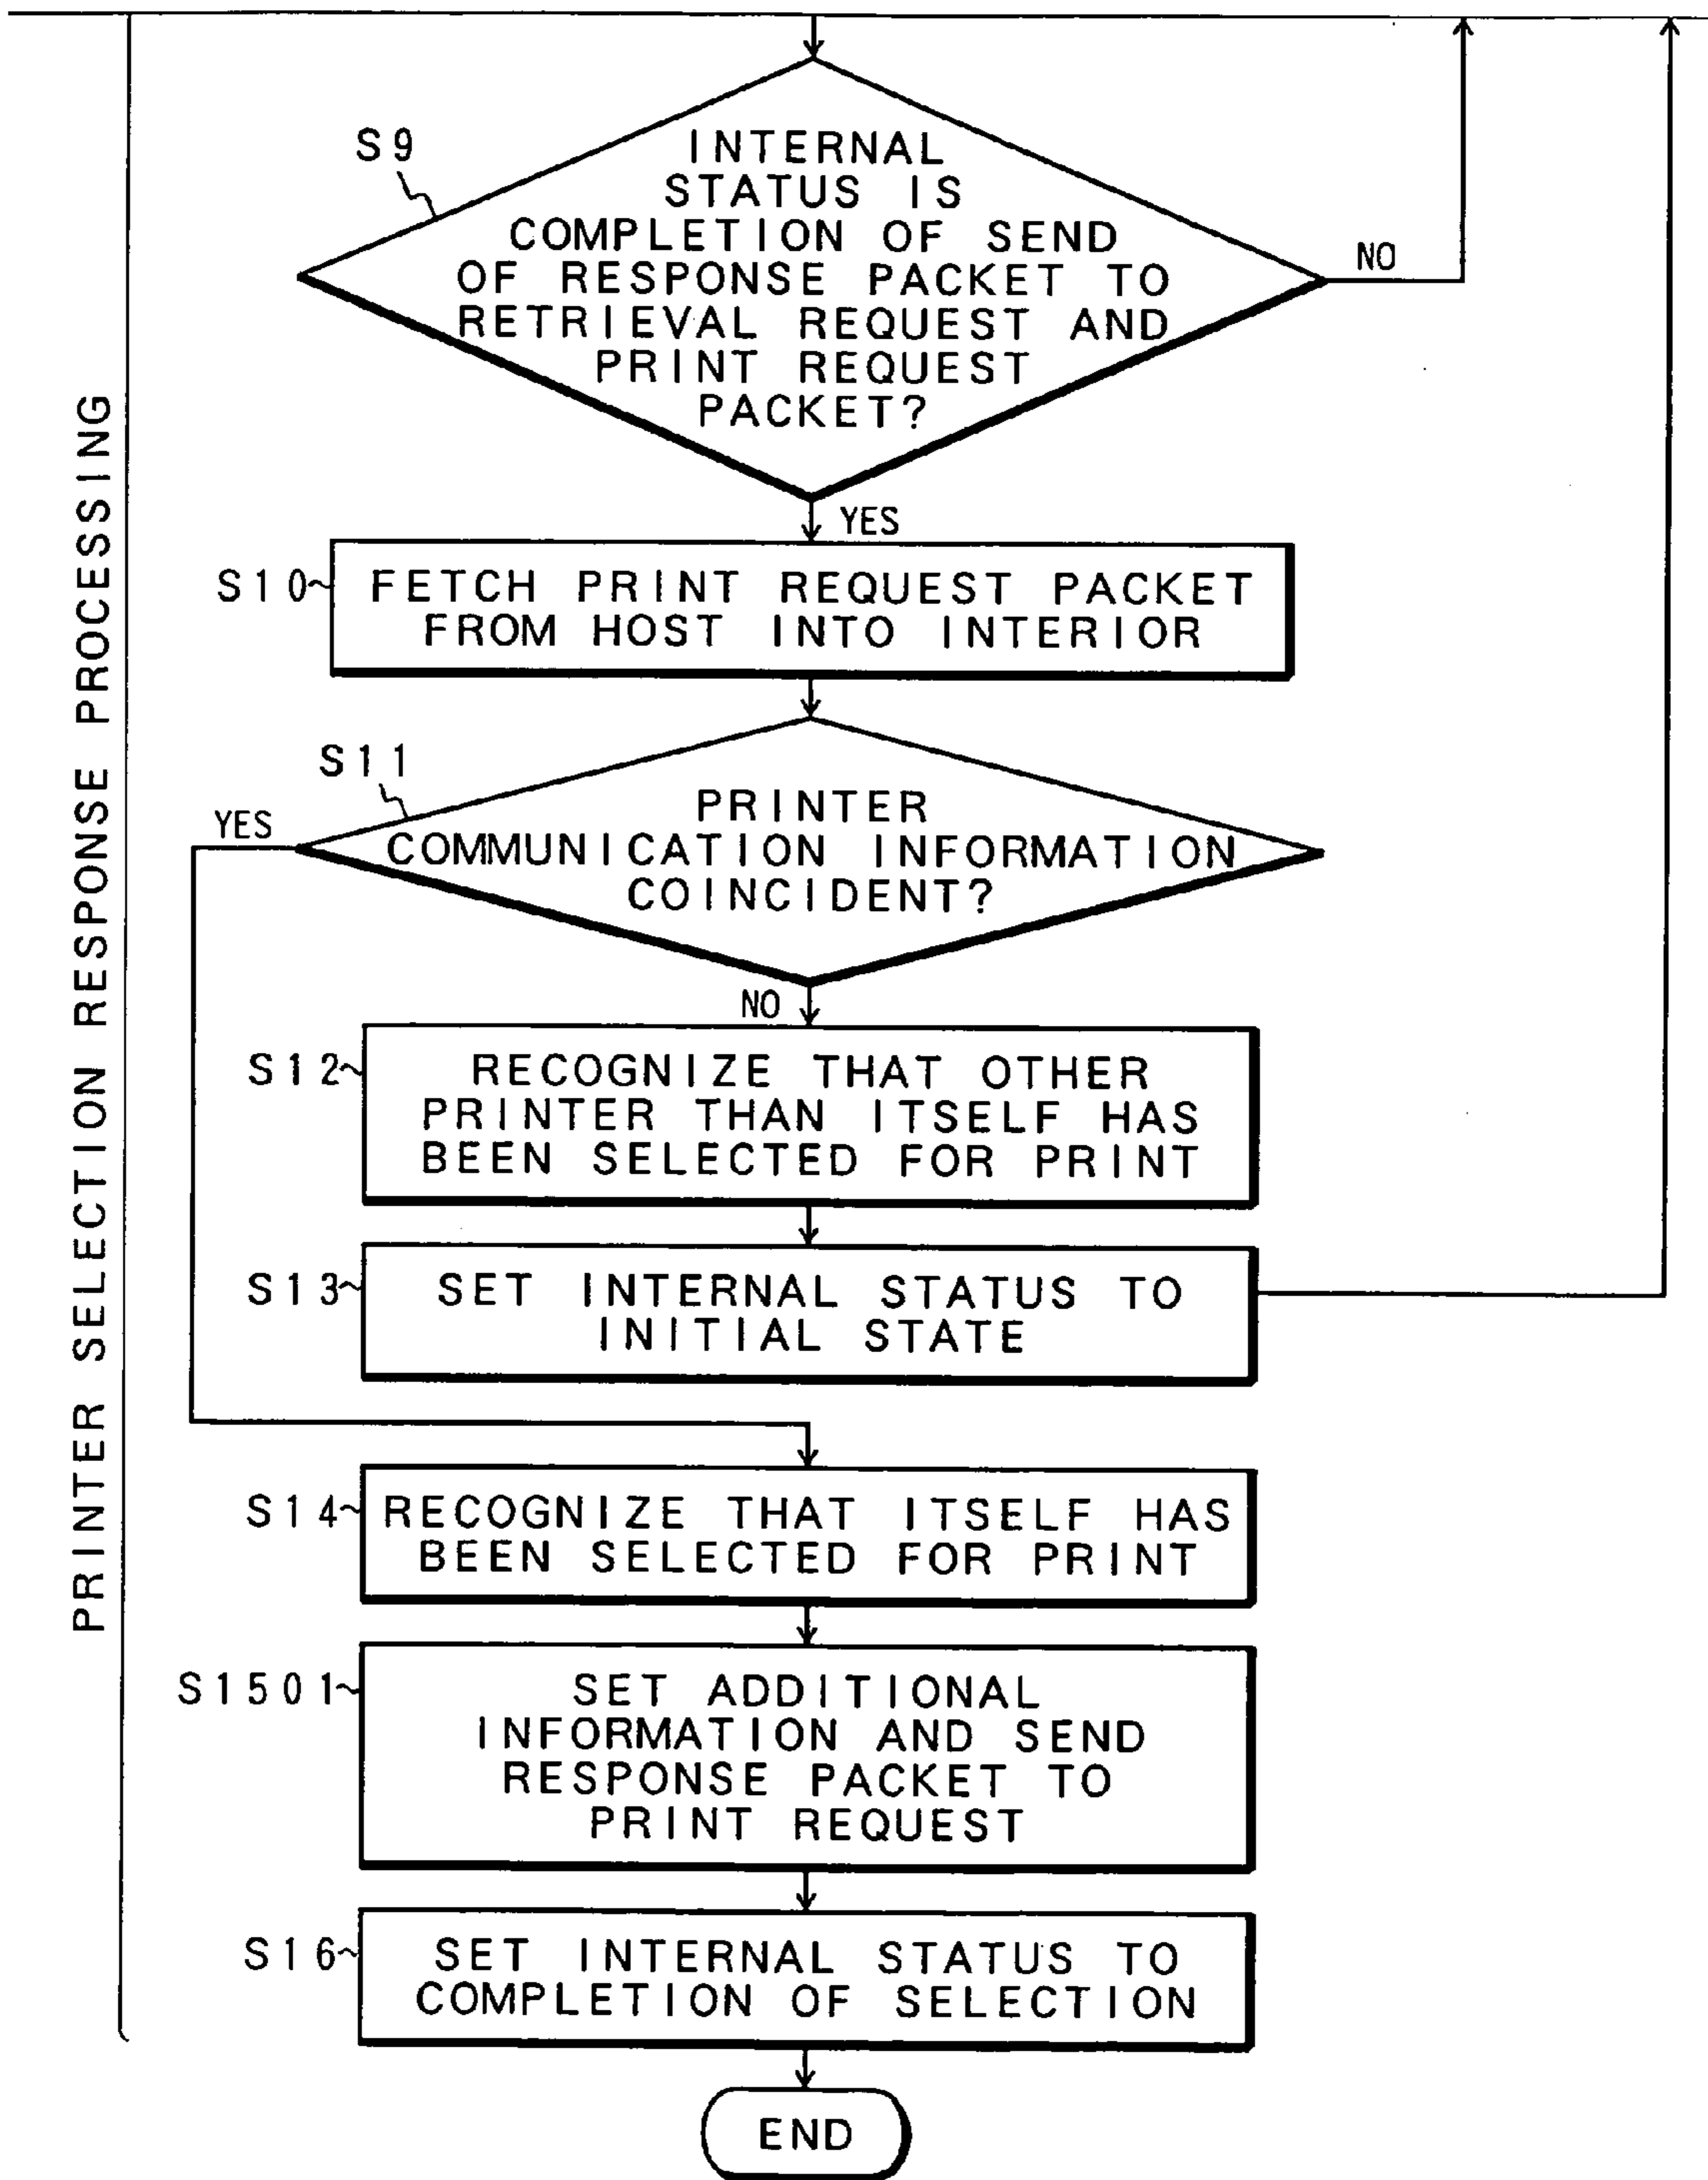 PRINTER SELECTION RESPONSE PROCESSING
S9
INTERNAL
STATUS IS
COMPLETION OF SEND
OF RESPONSE PACKET TO
RETRIEVAL REQUEST AND
PRINT REQUEST
PACKET?
NO
YES
S10
FETCH PRINT REQUEST PACKET
FROM HOST INTO INTERIOR
S11
YES
PRINTER
COMMUNICATION INFORMATION
COINCIDENT?
NO
S12
RECOGNIZE THAT OTHER
PRINTER THAN ITSELF HAS
BEEN SELECTED FOR PRINT
S13
SET INTERNAL STATUS TO
INITIAL STATE
S14
RECOGNIZE THAT ITSELF HAS
BEEN SELECTED FOR PRINT
S1501
SET ADDITIONAL
INFORMATION AND SEND
RESPONSE PACKET TO
PRINT REQUEST
S16
SET INTERNAL STATUS TO
COMPLETION OF SELECTION
END